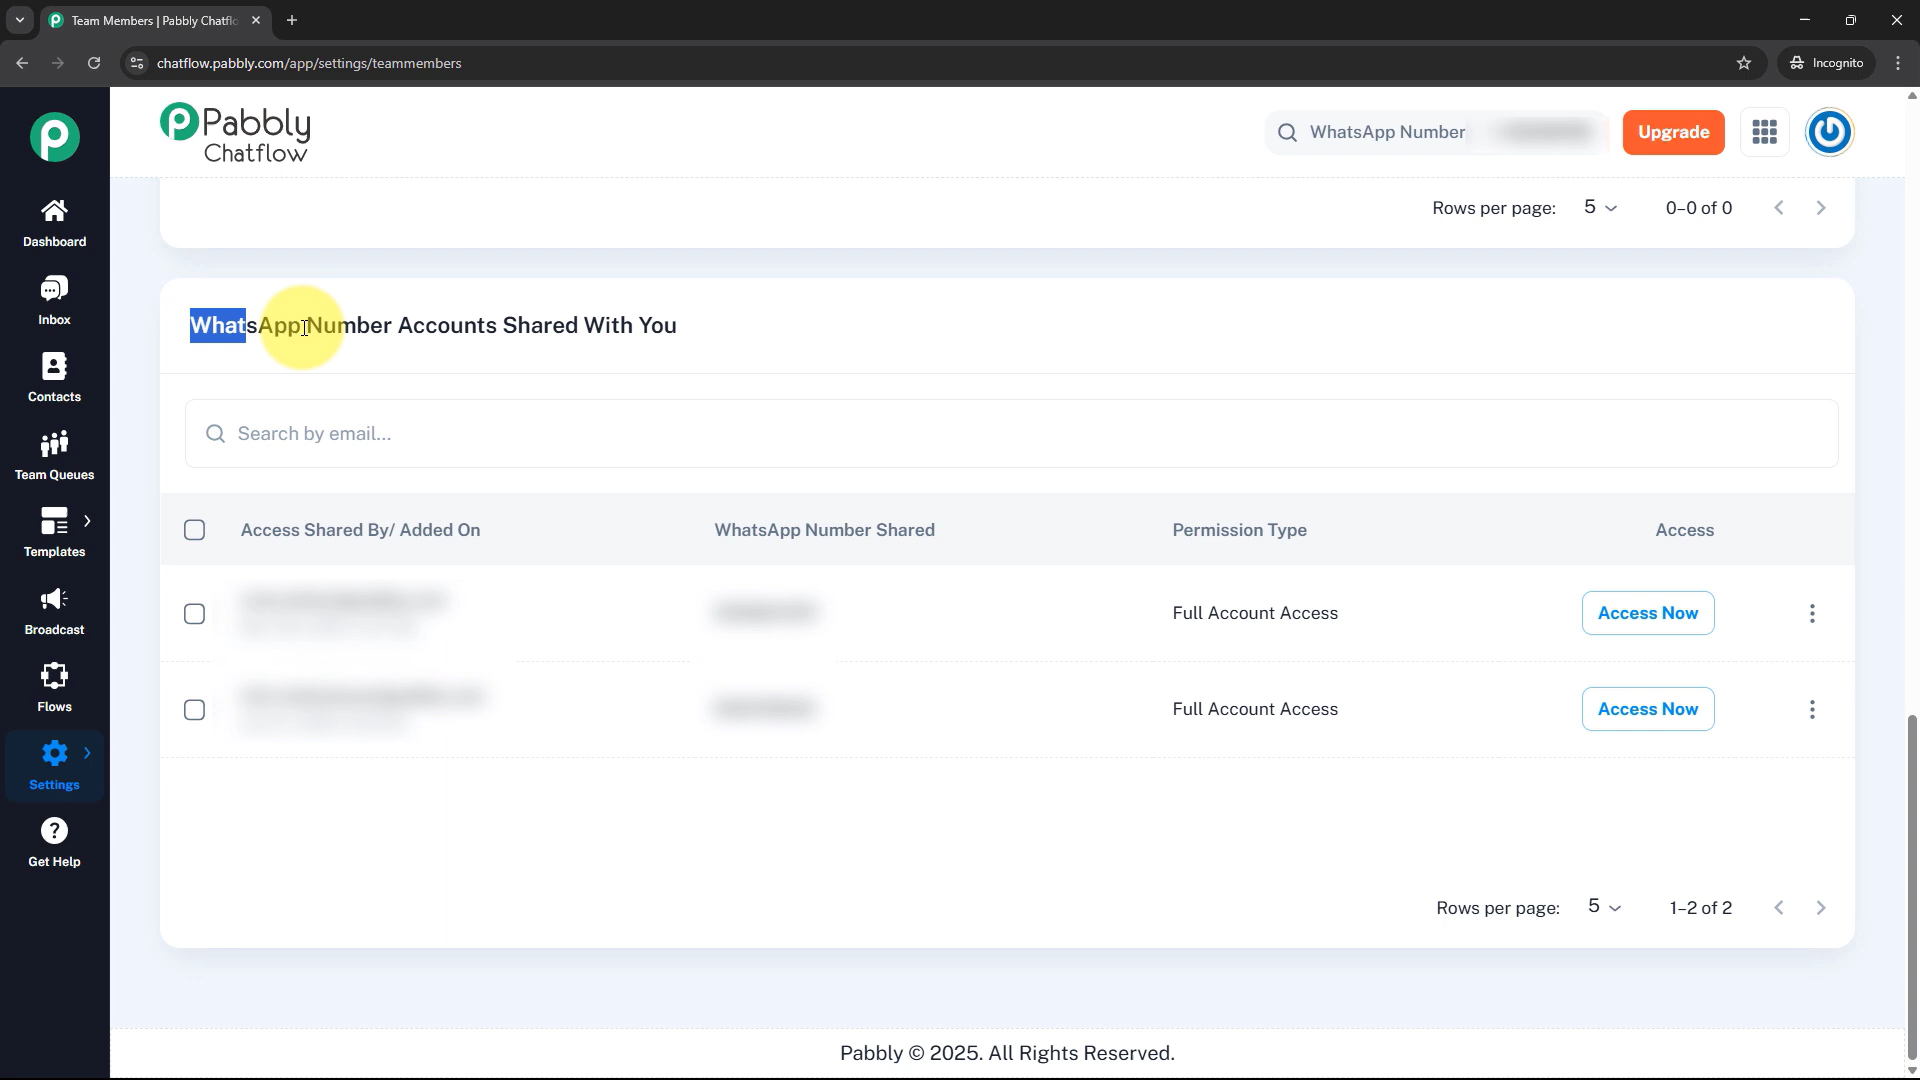 Team Members | Pabbly Chatflo
chatflow.pabbly.com/app/settings/teammembers
Incognito
Pabbly
Chatflow
WhatsApp Number
Upgrade
Dashboard
Inbox
Contacts
Team Queues
Templates
Broadcast
Flows
Settings
Get Help
Rows per page: 5 0–0 of 0
WhatsApp Number Accounts Shared With You
Search by email...
Access Shared By/ Added On WhatsApp Number Shared Permission Type Access
Full Account Access Access Now
Full Account Access Access Now
Rows per page: 5 1–2 of 2
Pabbly © 2025. All Rights Reserved.